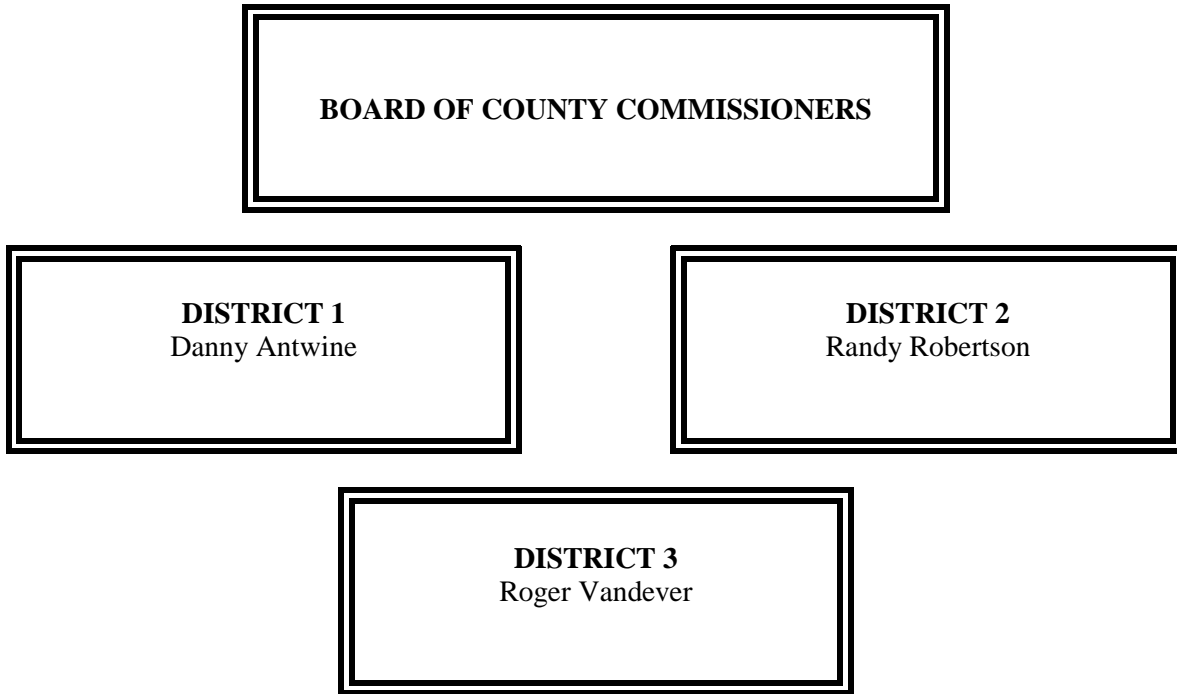 BOARD OF COUNTY COMMISSIONERS
DISTRICT 1
Danny Antwine
DISTRICT 2
Randy Robertson
DISTRICT 3
Roger Vandever